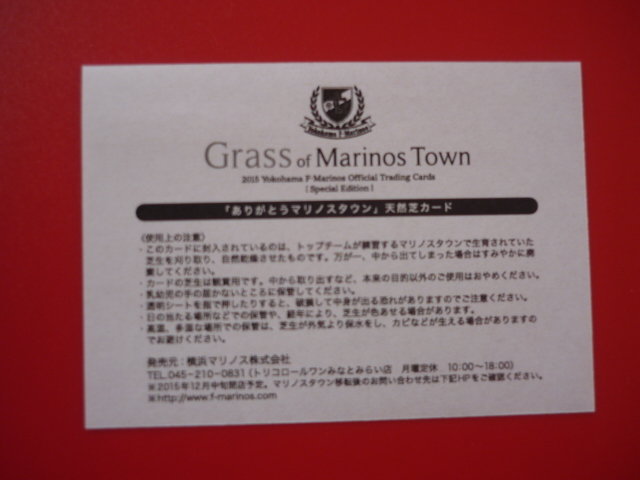 Yokohama F·Marinos
Grass of Marinos Town
2015 Yokohama F·Marinos Official Trading Cards
[Special Edition]
「ありがとうマリノスタウン」天然芝カード
〈使用上の注意〉
・このカードに封入されているのは、トップチームが練習するマリノスタウンで生育されていた
芝生を刈り取り、自然乾燥させたものです。万が一、中から出てしまった場合はすみやかに廃
棄してください。
・カードの芝生は観賞用です。中から取り出すなど、本来の目的以外のご使用はおやめください。
・乳幼児の手の届かないところに保管してください。
・透明シートを指で押したりすると、破損して中身が出る恐れがありますのでご注意ください。
・日の当たる場所などでの保管や、経年により、芝生が色あせる場合があります。
・高温、多湿な場所での保管は、芝生が外気より保水をし、カビなどが生える場合がありますの
でお避けください。
発売元：横浜マリノス株式会社
TEL.045-210-0831(トリコロールワンみなとみらい店 月曜定休 10:00〜18:00)
※2015年12月中旬閉店予定。マリノスタウン移転後のお問い合わせ先は下記HPをご確認ください。
※http://www.f-marinos.com